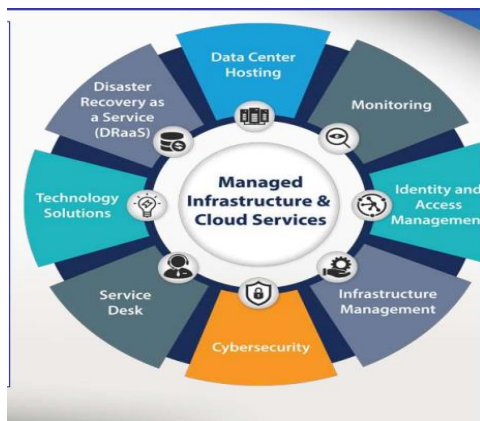 Data Center
Hosting
Monitoring
Identity and
Access
Management
Infrastructure
Management
Cybersecurity
Service
Desk
Technology
Solutions
Disaster
Recovery as
a Service
(DRaaS)
Managed
Infrastructure &
Cloud Services